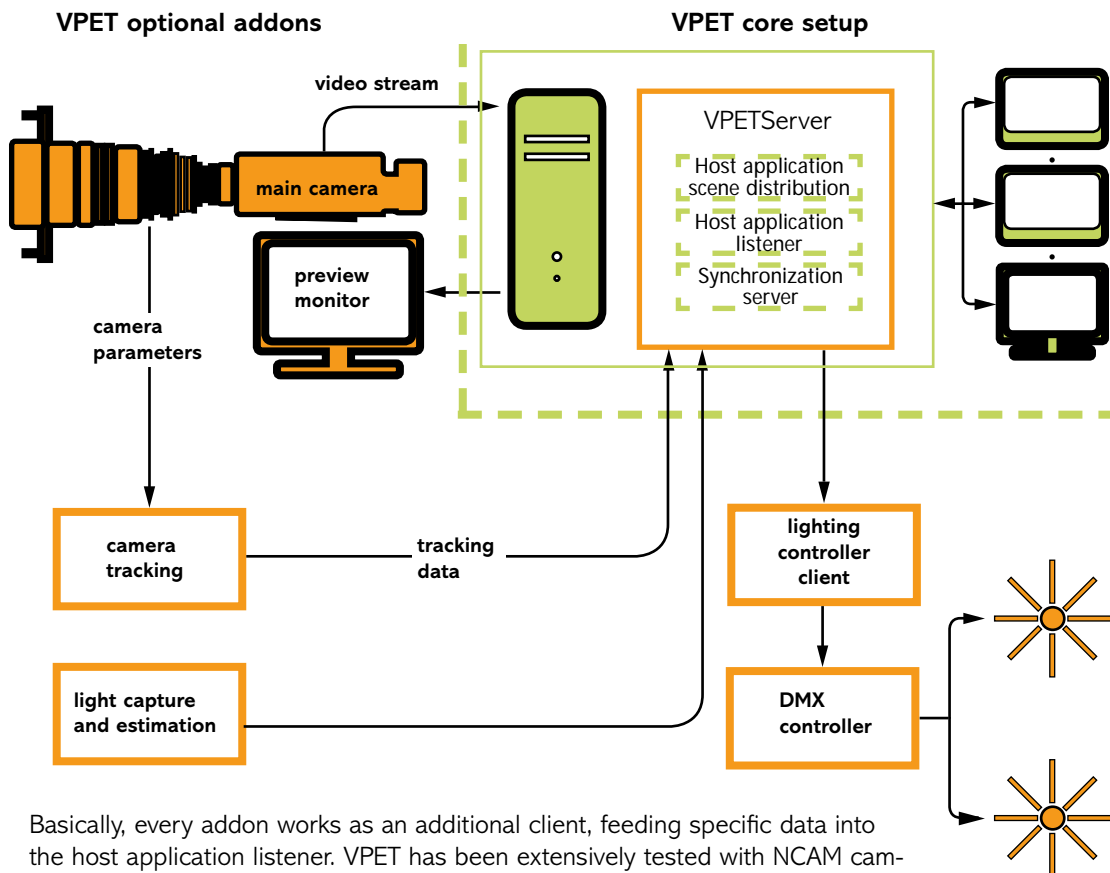 VPET optional addons
VPET core setup
video stream
main camera
preview
monitor
camera
parameters
VPETServer
Host application
scene distribution
Host application
listener
Synchronization
server
camera
tracking
tracking
data
light capture
and estimation
lighting
controller
client
DMX
controller
Basically, every addon works as an additional client, feeding specific data into
the host application listener. VPET has been extensively tested with NCAM cam-